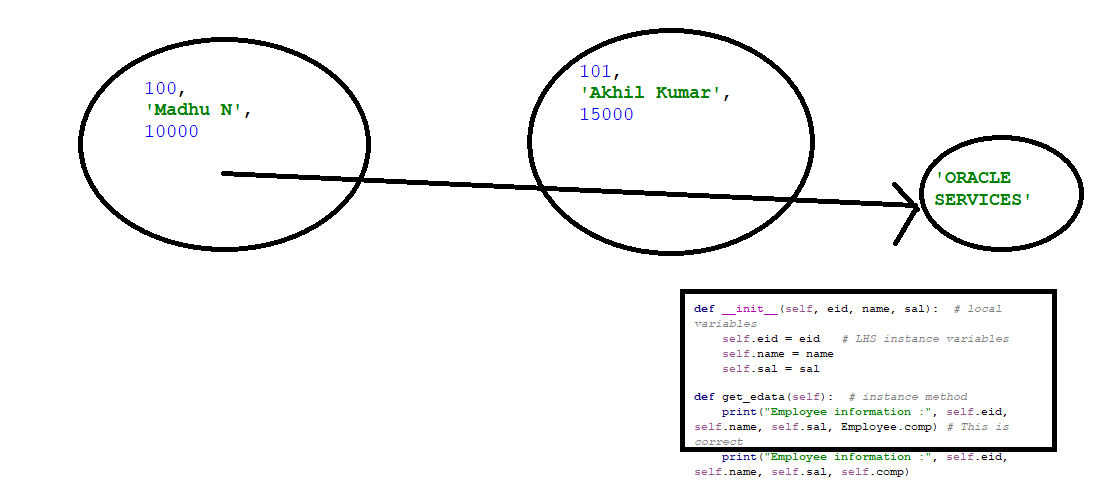 100,
'Madhu N',
10000
101,
'Akhil Kumar',
15000
'ORACLE
SERVICES'
def __init__(self, eid, name, sal):  # local
variables
    self.eid = eid   # LHS instance variables
    self.name = name
    self.sal = sal
def get_edata(self):  # instance method
    print("Employee information :", self.eid,
self.name, self.sal, Employee.comp) # This is
correct
    print("Employee information :", self.eid,
self.name, self.sal, self.comp)